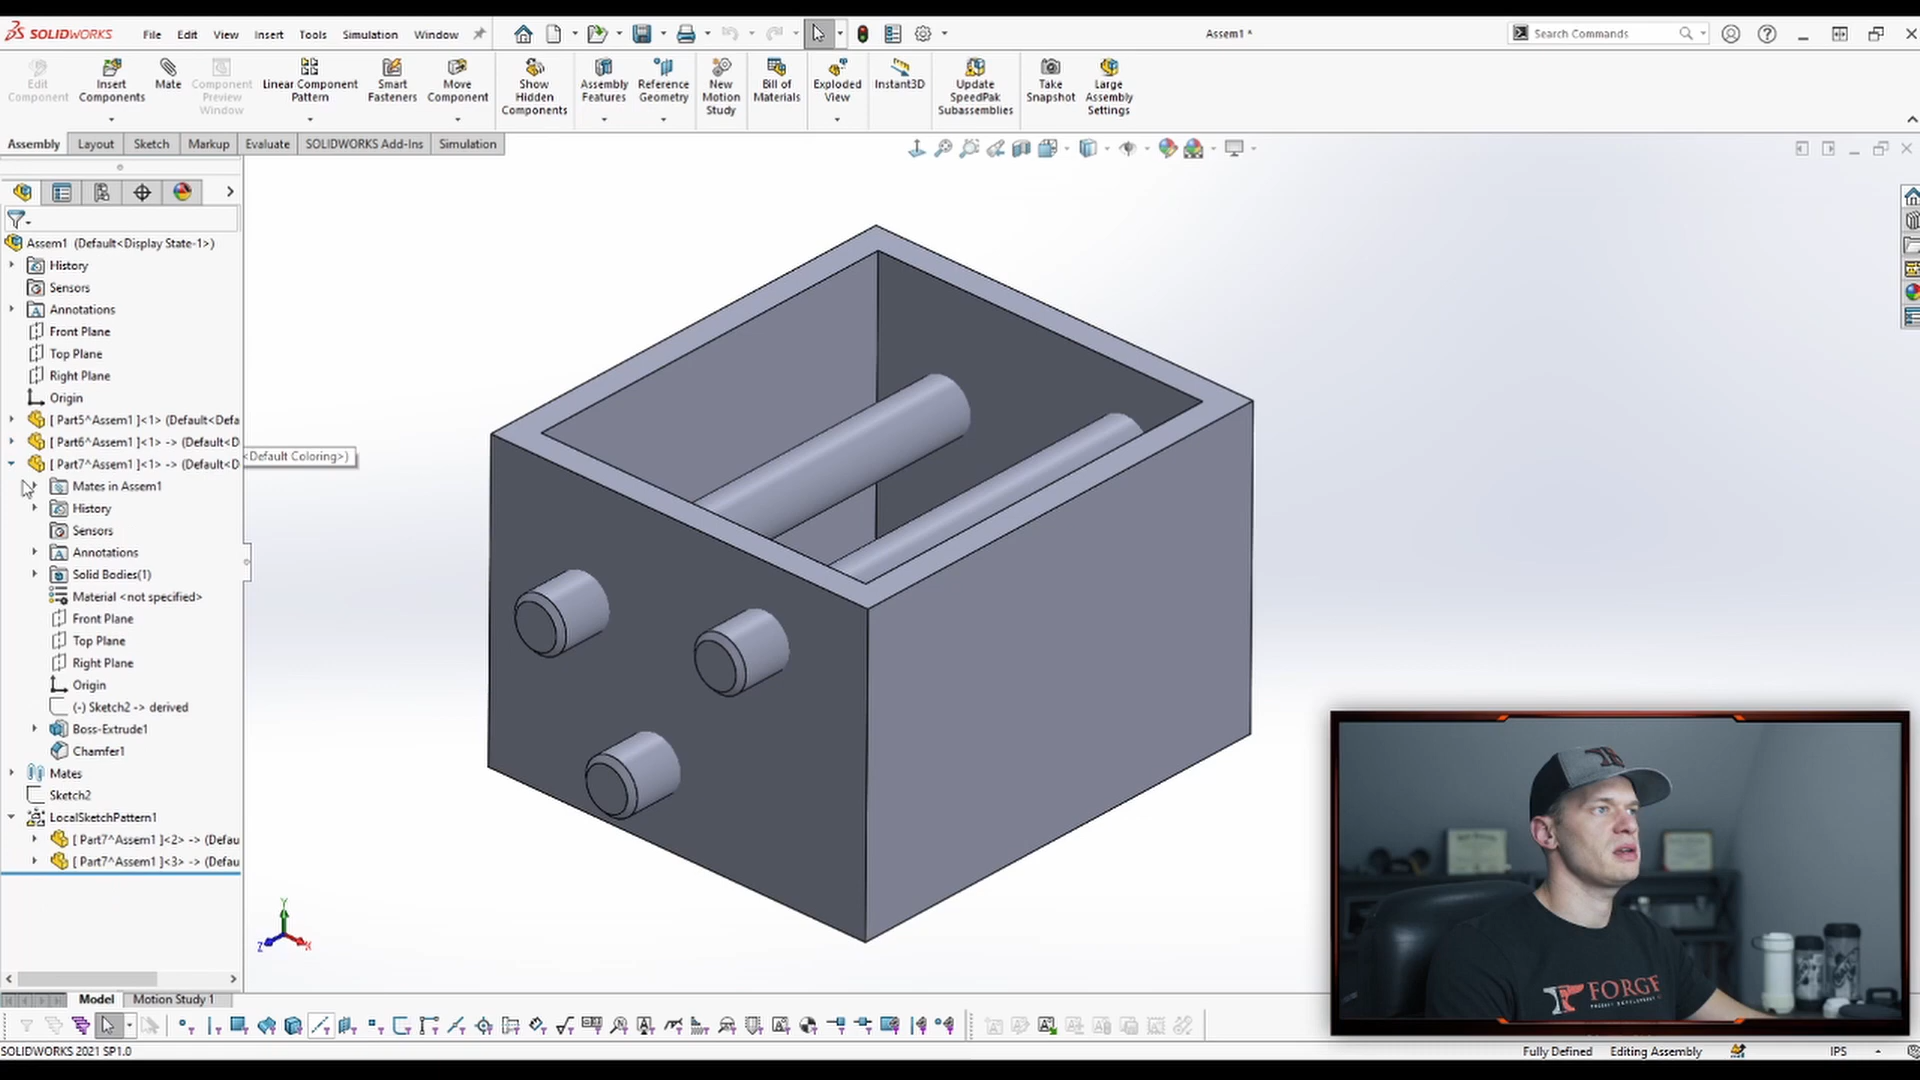 SOLIDWORKS File Edit View Insert Tools Simulation Window Assem1 * Search Commands
Edit Component Insert Components Mate Component Preview Window Linear Component Pattern Smart Fasteners Move Component Show Hidden Components Assembly Features Reference Geometry New Motion Study Bill of Materials Exploded View Instant3D Update SpeedPak Subassemblies Take Snapshot Large Assembly Settings
Assembly Layout Sketch Markup Evaluate SOLIDWORKS Add-Ins Simulation
Assem1 (Default<Display State-1>)
History
Sensors
Annotations
Front Plane
Top Plane
Right Plane
Origin
[ Part5^Assem1 ]<1> (Default<Defa
[ Part6^Assem1 ]<1> -> (Default<D
<Default Coloring>)
[ Part7^Assem1 ]<1> -> (Default<D
Mates in Assem1
History
Sensors
Annotations
Solid Bodies(1)
Material <not specified>
Front Plane
Top Plane
Right Plane
Origin
(-) Sketch2 -> derived
Boss-Extrude1
Chamfer1
Mates
Sketch2
LocalSketchPattern1
[ Part7^Assem1 ]<2> -> (Defau
[ Part7^Assem1 ]<3> -> (Defau
Y
Z X
FORGE
Model Motion Study 1
SOLIDWORKS 2021 SP1.0 Fully Defined Editing Assembly IPS